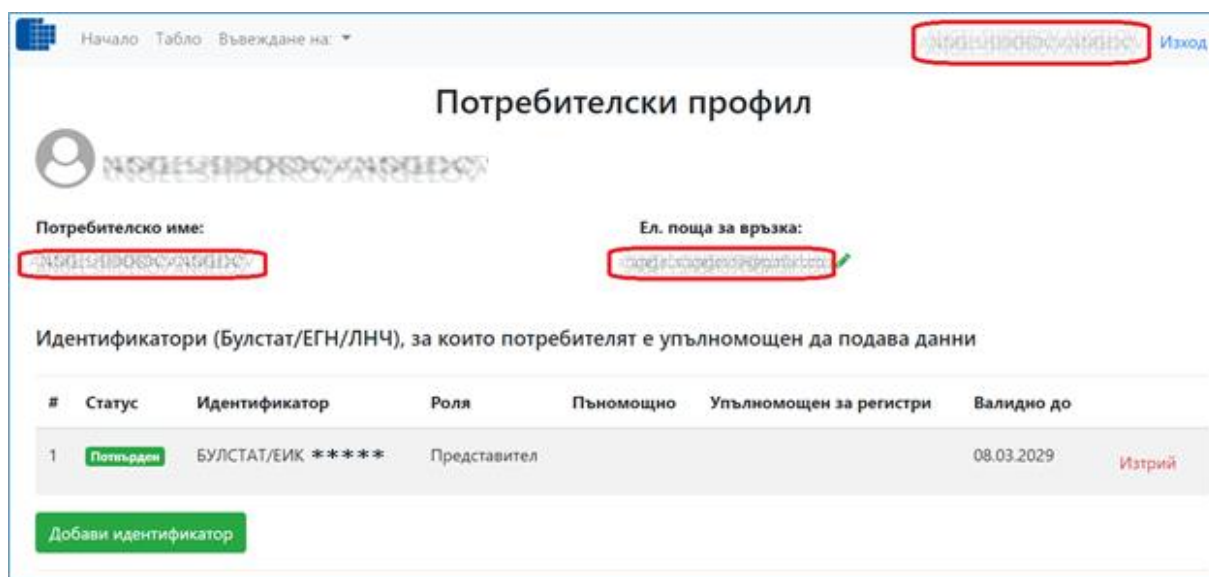 Начало Табло Въвеждане на: Изход
Потребителски профил
Потребителско име: Ел. поща за връзка:
Идентификатори (Булстат/ЕГН/ЛНЧ), за които потребителят е упълномощен да подава данни
# Статус Идентификатор Роля Пъномощно Упълномощен за регистри Валидно до
1 Потвърден БУЛСТАТ/ЕИК ***** Представител 08.03.2029 Изтрий
Добави идентификатор